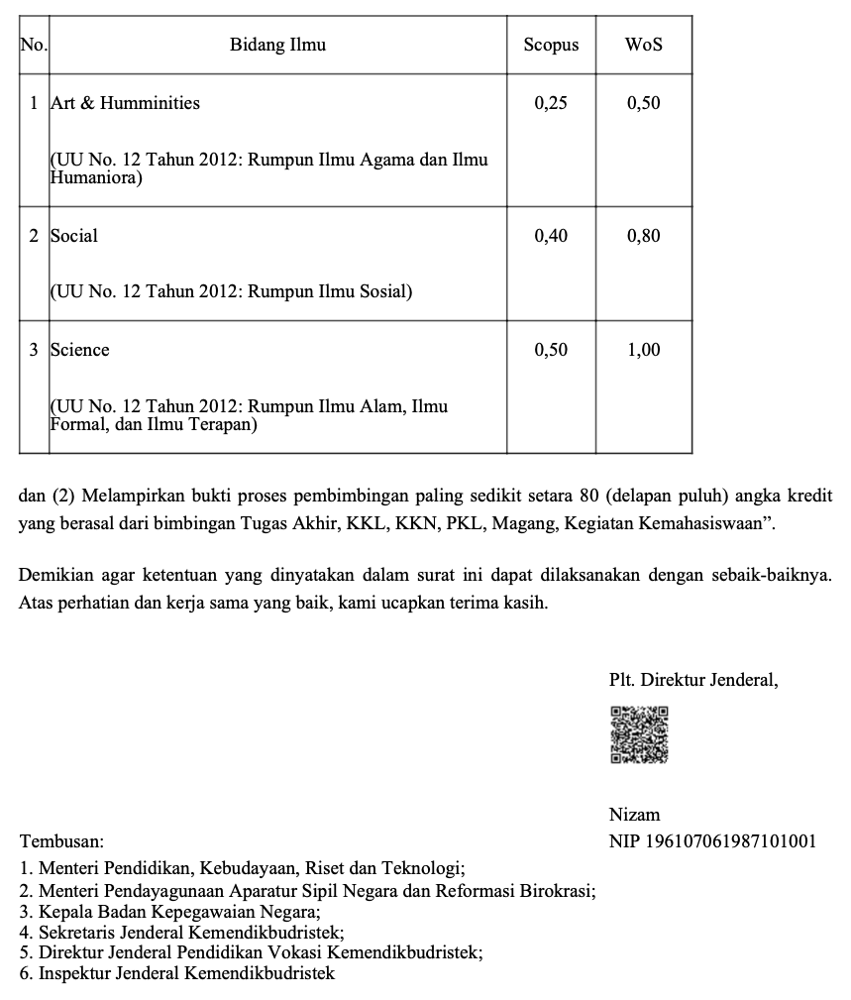 No. Bidang Ilmu Scopus WoS
1 Art & Humminities 0,25 0,50
(UU No. 12 Tahun 2012: Rumpun Ilmu Agama dan Ilmu
Humaniora)
2 Social 0,40 0,80
(UU No. 12 Tahun 2012: Rumpun Ilmu Sosial)
3 Science 0,50 1,00
(UU No. 12 Tahun 2012: Rumpun Ilmu Alam, Ilmu
Formal, dan Ilmu Terapan)
dan (2) Melampirkan bukti proses pembimbingan paling sedikit setara 80 (delapan puluh) angka kredit
yang berasal dari bimbingan Tugas Akhir, KKL, KKN, PKL, Magang, Kegiatan Kemahasiswaan”.
Demikian agar ketentuan yang dinyatakan dalam surat ini dapat dilaksanakan dengan sebaik-baiknya.
Atas perhatian dan kerja sama yang baik, kami ucapkan terima kasih.
Plt. Direktur Jenderal,
Nizam
NIP 196107061987101001
Tembusan:
1. Menteri Pendidikan, Kebudayaan, Riset dan Teknologi;
2. Menteri Pendayagunaan Aparatur Sipil Negara dan Reformasi Birokrasi;
3. Kepala Badan Kepegawaian Negara;
4. Sekretaris Jenderal Kemendikbudristek;
5. Direktur Jenderal Pendidikan Vokasi Kemendikbudristek;
6. Inspektur Jenderal Kemendikbudristek